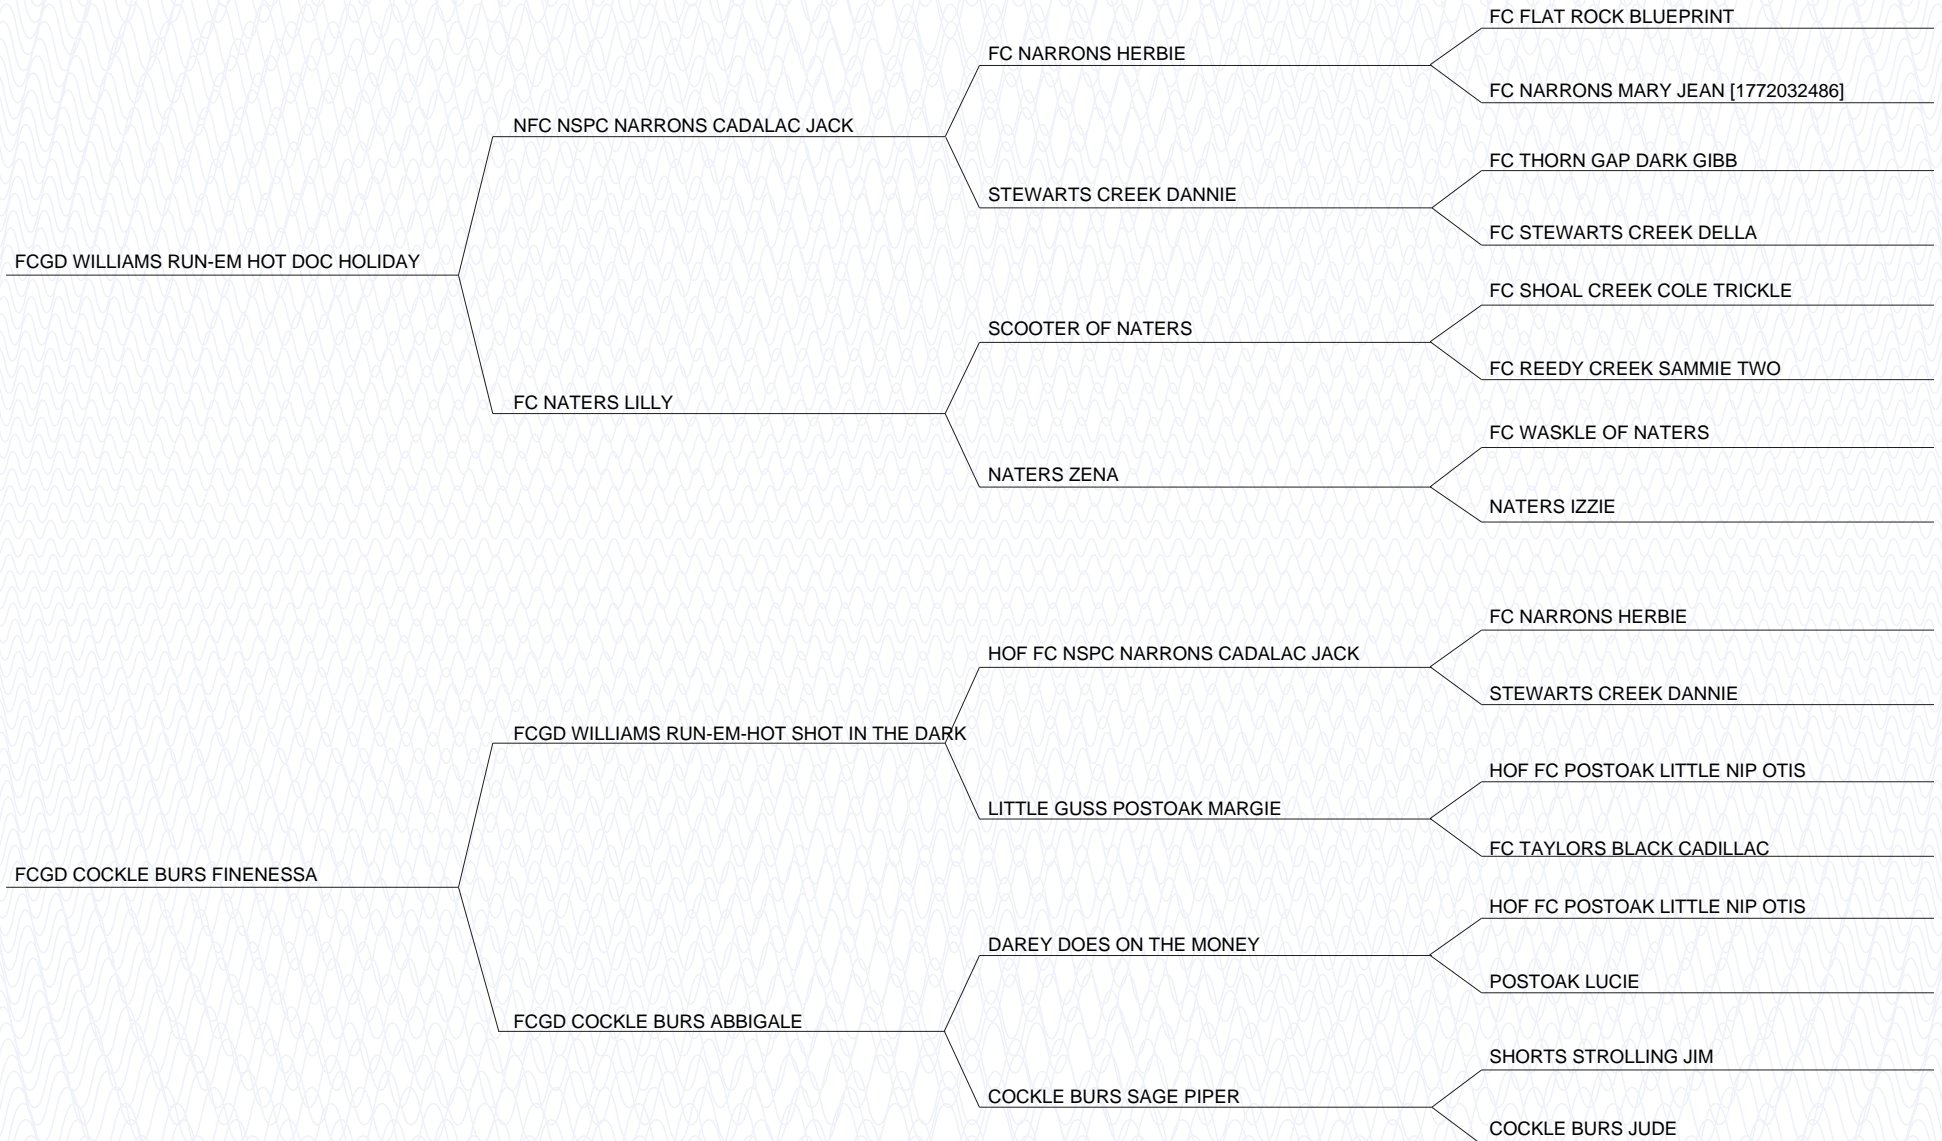 FC FLAT ROCK BLUEPRINT
FC NARRONS HERBIE
FC NARRONS MARY JEAN [1772032486]
NFC NSPC NARRONS CADALAC JACK
FC THORN GAP DARK GIBB
STEWARTS CREEK DANNIE
FC STEWARTS CREEK DELLA
FCGD WILLIAMS RUN-EM HOT DOC HOLIDAY
FC SHOAL CREEK COLE TRICKLE
SCOOTER OF NATERS
FC REEDY CREEK SAMMIE TWO
FC NATERS LILLY
FC WASKLE OF NATERS
NATERS ZENA
NATERS IZZIE
FC NARRONS HERBIE
HOF FC NSPC NARRONS CADALAC JACK
STEWARTS CREEK DANNIE
FCGD WILLIAMS RUN-EM-HOT SHOT IN THE DARK
HOF FC POSTOAK LITTLE NIP OTIS
LITTLE GUSS POSTOAK MARGIE
FC TAYLORS BLACK CADILLAC
FCGD COCKLE BURS FINENESSA
HOF FC POSTOAK LITTLE NIP OTIS
DAREY DOES ON THE MONEY
POSTOAK LUCIE
FCGD COCKLE BURS ABBIGALE
SHORTS STROLLING JIM
COCKLE BURS SAGE PIPER
COCKLE BURS JUDE